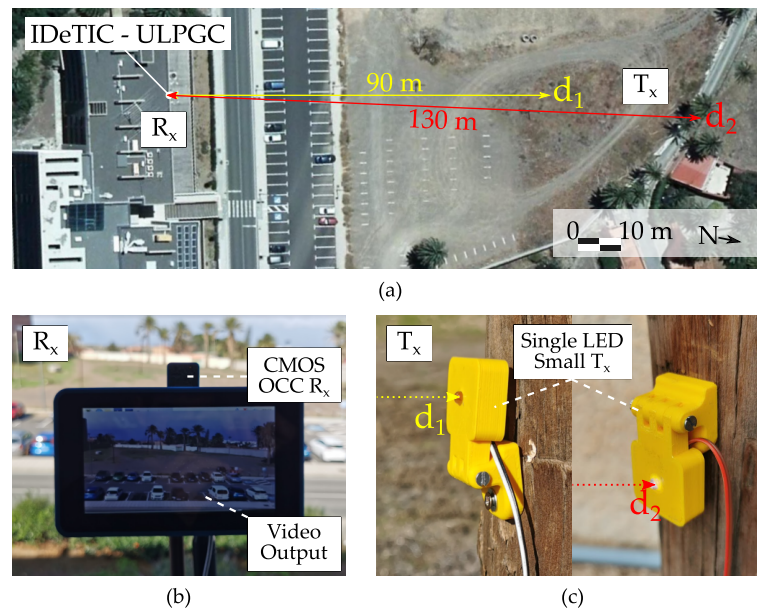 IDeTIC - ULPGC
90 m
Tx
d1
Rx
130 m
d2
0 10 m
N
(a)
Rx
CMOS
OCC Rx
Video
Output
(b)
Tx
Single LED
Small Tx
d1
d2
(c)